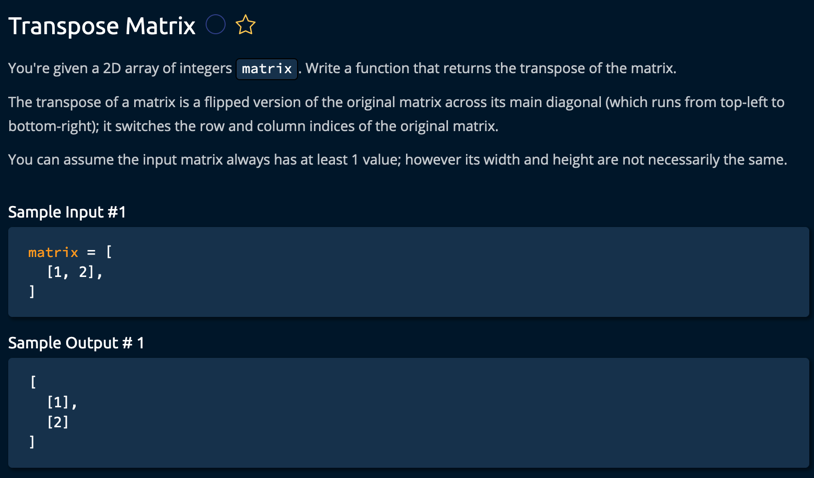 Transpose Matrix
You're given a 2D array of integers matrix. Write a function that returns the transpose of the matrix.
The transpose of a matrix is a flipped version of the original matrix across its main diagonal (which runs from top-left to
bottom-right); it switches the row and column indices of the original matrix.
You can assume the input matrix always has at least 1 value; however its width and height are not necessarily the same.
Sample Input #1
matrix = [
[1, 2],
]
Sample Output # 1
[
[1],
[2]
]